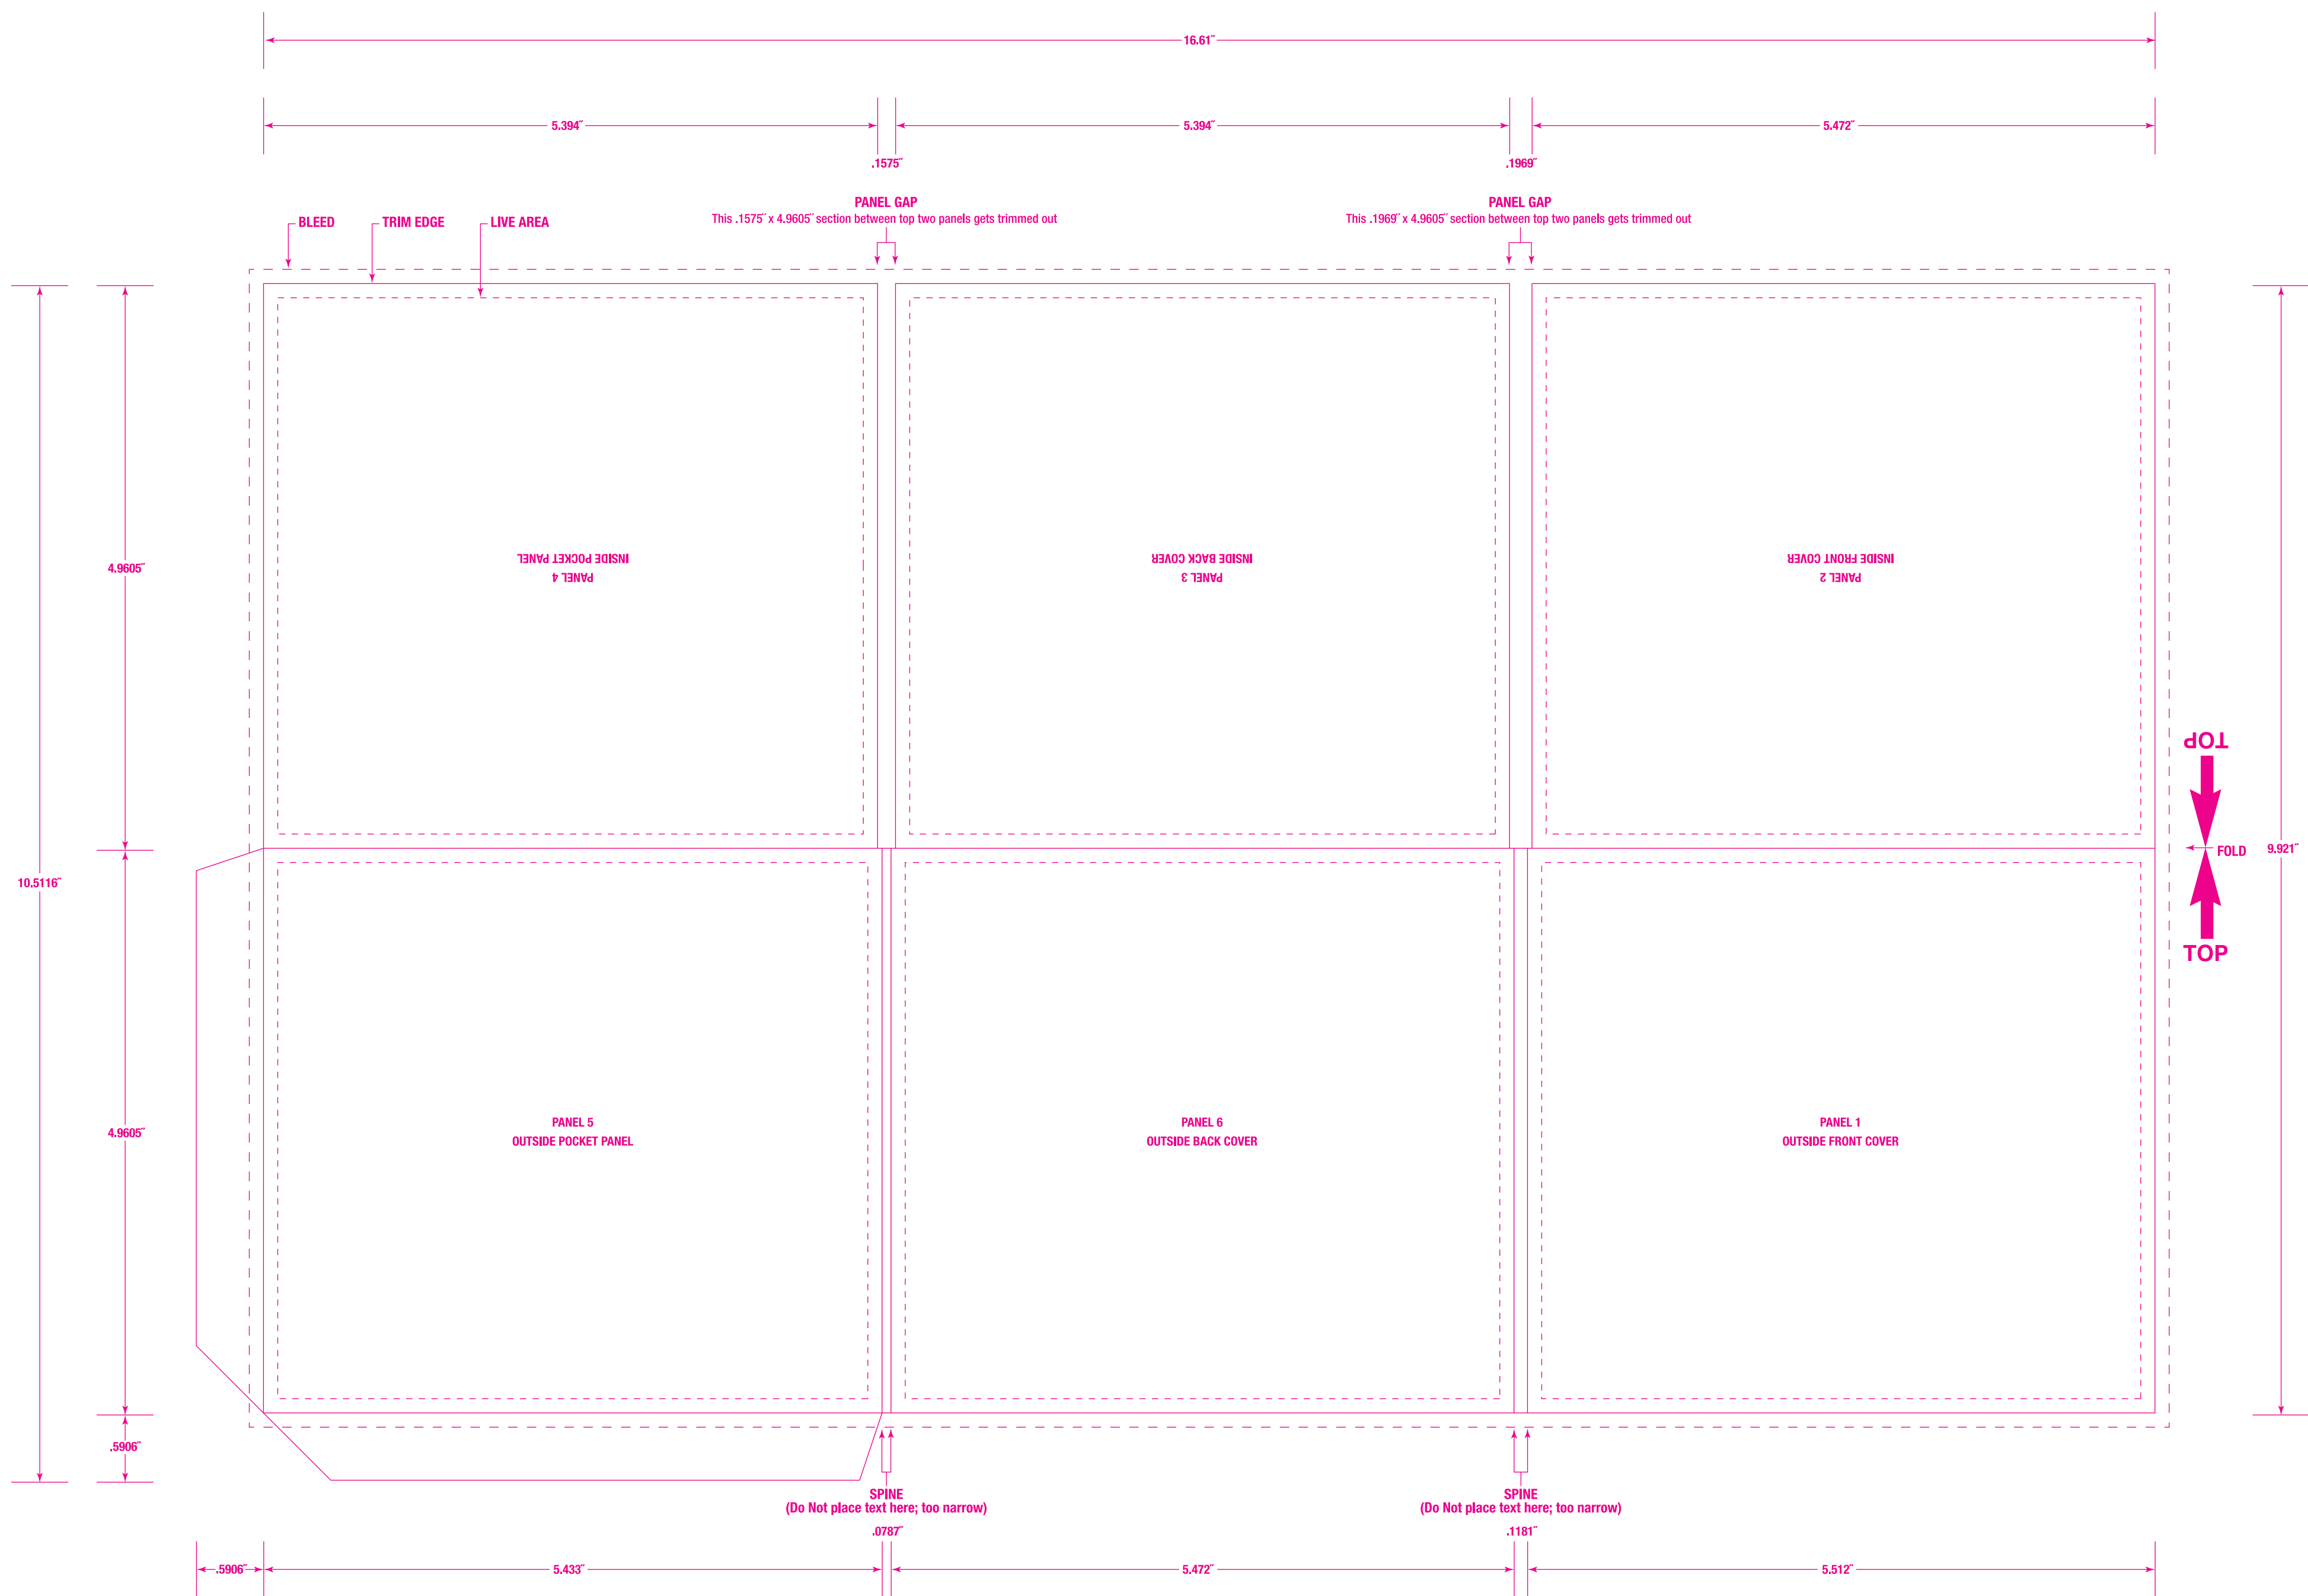 16.61″
5.394″
5.394″
5.472″
.1575″
.1969″
PANEL GAP
This .1575″ x 4.9605″ section between top two panels gets trimmed out
PANEL GAP
This .1969″ x 4.9605″ section between top two panels gets trimmed out
BLEED
TRIM EDGE
LIVE AREA
4.9605″
PANEL 4
INSIDE POCKET PANEL
PANEL 3
INSIDE BACK COVER
PANEL 2
INSIDE FRONT COVER
TOP
FOLD
9.921″
10.5116″
TOP
4.9605″
PANEL 5
OUTSIDE POCKET PANEL
PANEL 6
OUTSIDE BACK COVER
PANEL 1
OUTSIDE FRONT COVER
.5906″
SPINE
(Do Not place text here; too narrow)
.0787″
SPINE
(Do Not place text here; too narrow)
.1181″
.5906″
5.433″
5.472″
5.512″